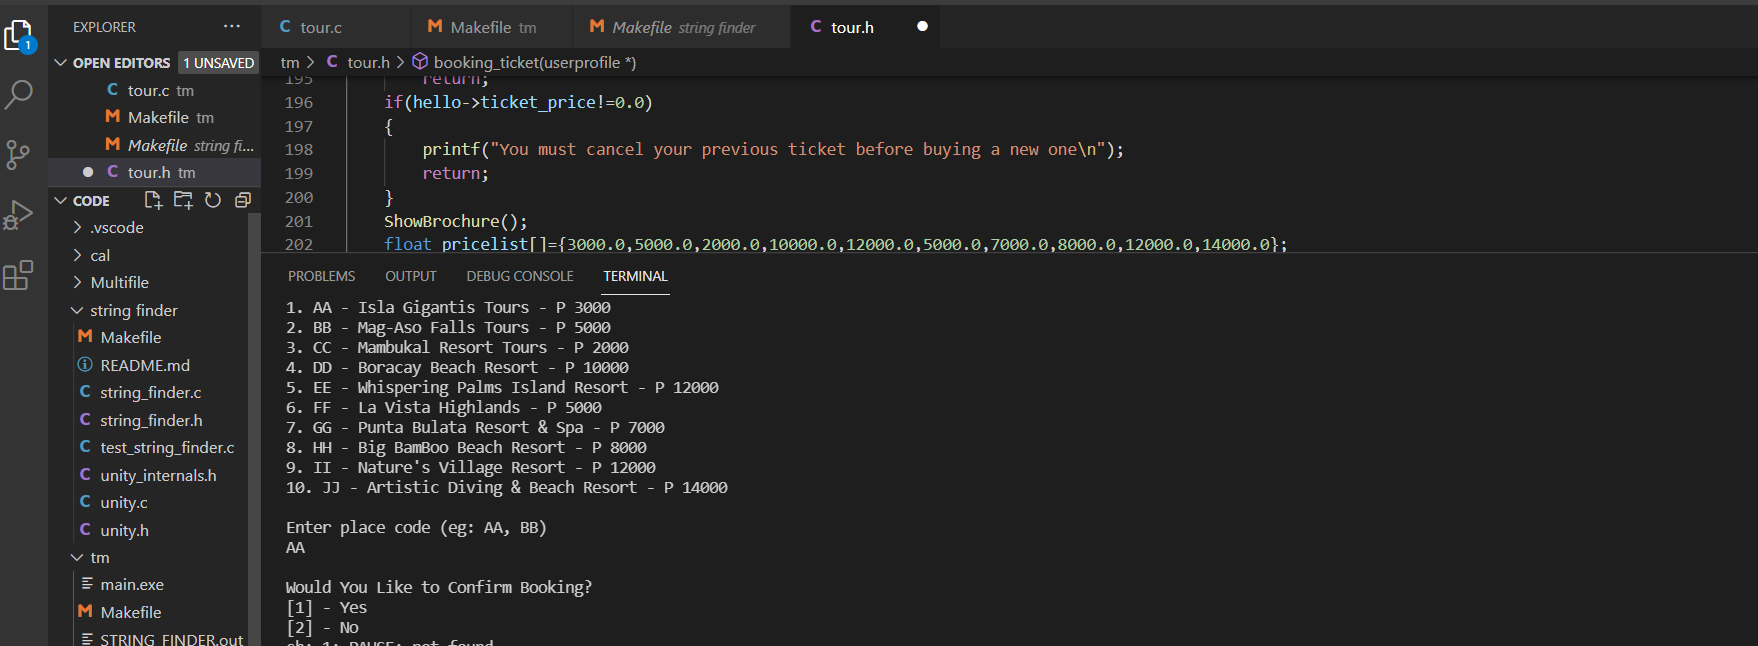 EXPLORER ...
OPEN EDITORS 1 UNSAVED
C tour.c tm
M Makefile tm
M Makefile string fi...
C tour.h tm
CODE
.vscode
cal
Multifile
string finder
M Makefile
README.md
C string_finder.c
C string_finder.h
C test_string_finder.c
C unity_internals.h
C unity.c
C unity.h
tm
main.exe
M Makefile
STRING_FINDER.out
1
C tour.c
M Makefile tm
M Makefile string finder
C tour.h
tm > C tour.h > booking_ticket(userprofile *)
195 return;
196 if(hello->ticket_price!=0.0)
197 {
198 printf("You must cancel your previous ticket before buying a new one\n");
199 return;
200 }
201 ShowBrochure();
202 float pricelist[]={3000.0,5000.0,2000.0,10000.0,12000.0,5000.0,7000.0,8000.0,12000.0,14000.0};
PROBLEMS OUTPUT DEBUG CONSOLE TERMINAL
1. AA - Isla Gigantis Tours - P 3000
2. BB - Mag-Aso Falls Tours - P 5000
3. CC - Mambukal Resort Tours - P 2000
4. DD - Boracay Beach Resort - P 10000
5. EE - Whispering Palms Island Resort - P 12000
6. FF - La Vista Highlands - P 5000
7. GG - Punta Bulata Resort & Spa - P 7000
8. HH - Big BamBoo Beach Resort - P 8000
9. II - Nature's Village Resort - P 12000
10. JJ - Artistic Diving & Beach Resort - P 14000
Enter place code (eg: AA, BB)
AA
Would You Like to Confirm Booking?
[1] - Yes
[2] - No
sh: 1: PAUSE: not found